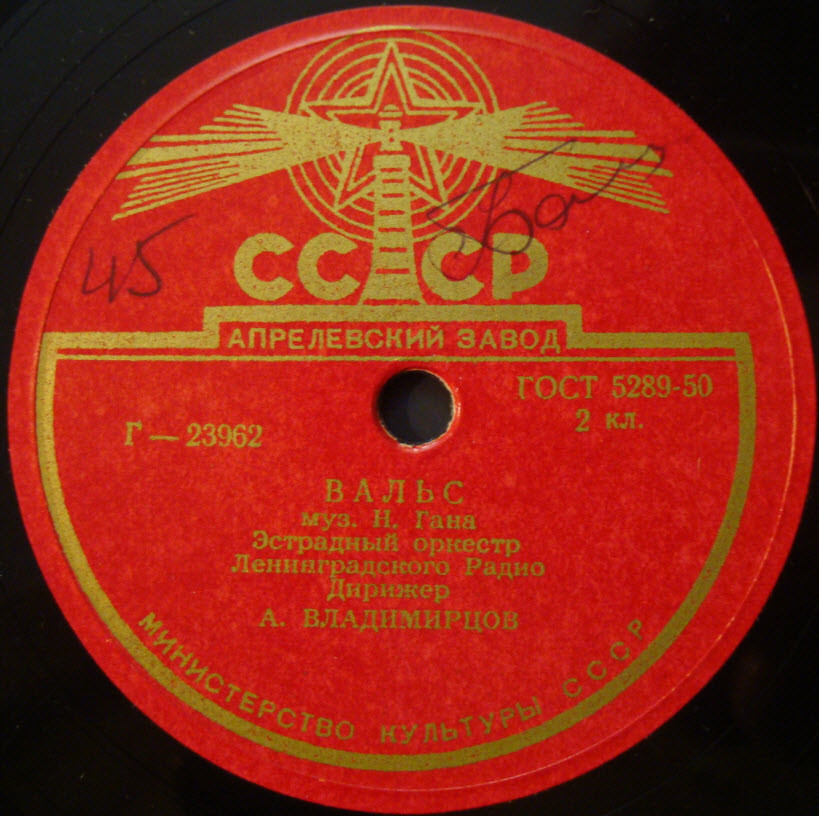 45
СССР
АПРЕЛЕВСКИЙ ЗАВОД
ГОСТ 5289-50
2 кл.
Г — 23962
ВАЛЬС
муз. Н. Гана
Эстрадный оркестр
Ленинградского Радио
Дирижер
А. ВЛАДИМИРЦОВ
МИНИСТЕРСТВО КУЛЬТУРЫ СССР